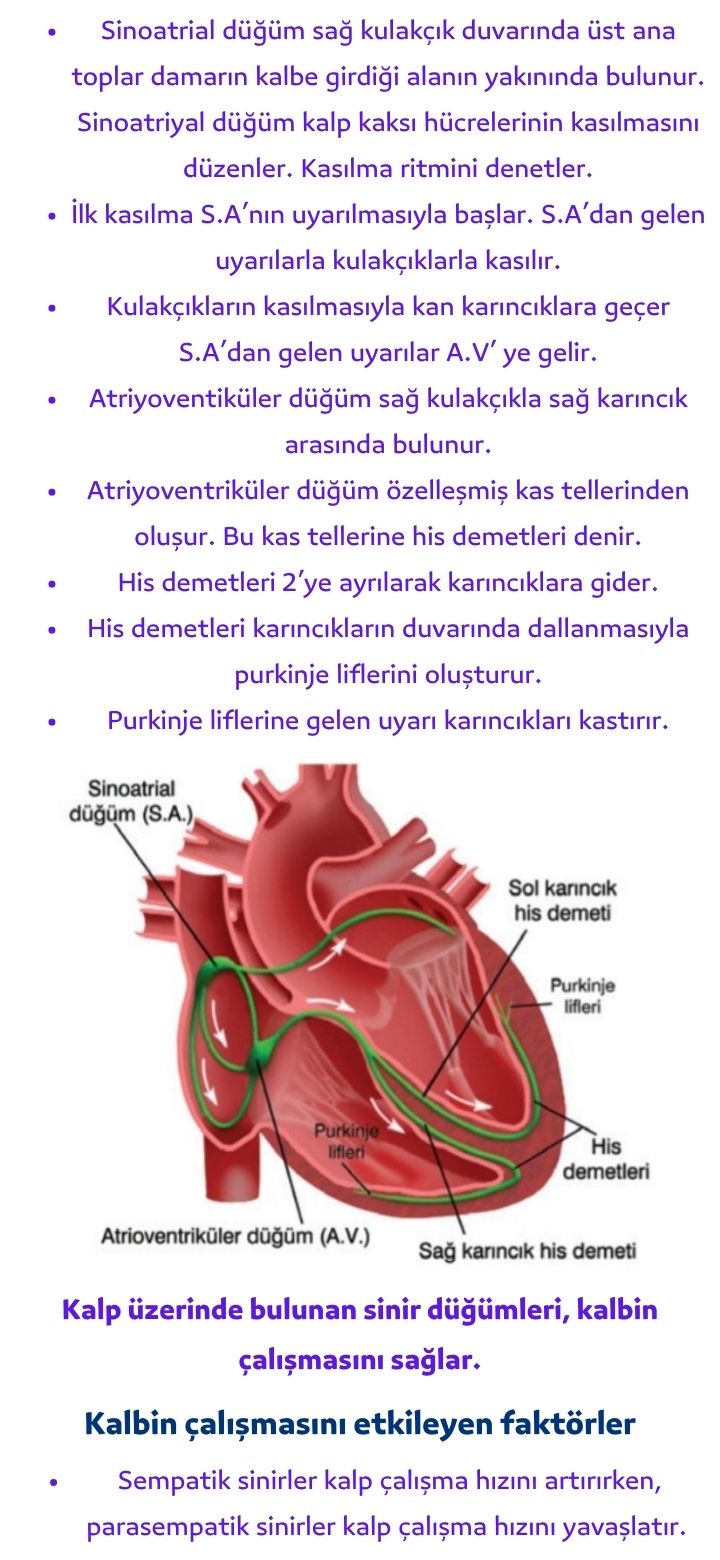 • Sinoatrial düğüm sağ kulakçık duvarında üst ana
toplar damarın kalbe girdiği alanın yakınında bulunur.
Sinoatriyal düğüm kalp kaksı hücrelerinin kasılmasını
düzenler. Kasılma ritmini denetler.
• İlk kasılma S.A’nın uyarılmasıyla başlar. S.A’dan gelen
uyarılarla kulakçıklarla kasılır.
• Kulakçıkların kasılmasıyla kan karıncıklara geçer
S.A’dan gelen uyarılar A.V’ ye gelir.
• Atriyoventiküler düğüm sağ kulakçıkla sağ karıncık
arasında bulunur.
• Atriyoventriküler düğüm özelleşmiş kas tellerinden
oluşur. Bu kas tellerine his demetleri denir.
• His demetleri 2’ye ayrılarak karıncıklara gider.
• His demetleri karıncıkların duvarında dallanmasıyla
purkinje liflerini oluşturur.
• Purkinje liflerine gelen uyarı karıncıkları kastırır.
Sinoatrial
düğüm (S.A.)
Sol karıncık
his demeti
Purkinje
lifleri
Purkinje
lifleri
His
demetleri
Atrioventriküler düğüm (A.V.)
Sağ karıncık his demeti
Kalp üzerinde bulunan sinir düğümleri, kalbin
çalışmasını sağlar.
Kalbin çalışmasını etkileyen faktörler
• Sempatik sinirler kalp çalışma hızını artırırken,
parasempatik sinirler kalp çalışma hızını yavaşlatır.